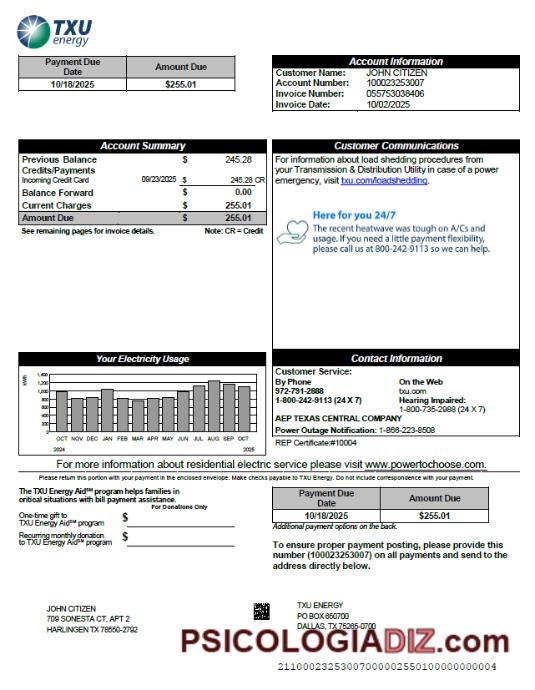 TXU
energy
Payment Due Date Amount Due
10/18/2025 $255.01
Account Information
Customer Name: JOHN CITIZEN
Account Number: 100023253007
Invoice Number: 055753038406
Invoice Date: 10/02/2025
Account Summary
Previous Balance $ 245.28
Credits/Payments
Incoming Credit Card 09/23/2025 $ 245.28 CR
Balance Forward $ 0.00
Current Charges $ 255.01
Amount Due $ 255.01
See remaining pages for invoice details. Note: CR = Credit
Customer Communications
For information about load shedding procedures from
your Transmission & Distribution Utility in case of a power
emergency, visit txu.com/loadshedding.
Here for you 24/7
The recent heatwave was tough on A/Cs and
usage. If you need a little payment flexibility,
please call us at 800-242-9113 so we can help.
Your Electricity Usage
kWh
1,400
1,200
1,000
800
600
400
200
0
OCT NOV DEC JAN FEB MAR APR MAY JUN JUL AUG SEP OCT
2024 2025
Contact Information
Customer Service:
By Phone On the Web
972-791-2888 txu.com
1-800-242-9113 (24 X 7) Hearing Impaired:
1-800-735-2988 (24 X 7)
AEP TEXAS CENTRAL COMPANY
Power Outage Notification: 1-866-223-8508
REP Certificate:#10004
For more information about residential electric service please visit www.powertochoose.com.
Please return this portion with your payment in the enclosed envelope. Make checks payable to TXU Energy. Do not include correspondence with your payment.
The TXU Energy Aid℠ program helps families in
critical situations with bill payment assistance.
For Donations Only
One-time gift to
TXU Energy Aid℠ program $
Recurring monthly donation
to TXU Energy Aid℠ program $
Payment Due Date Amount Due
10/18/2025 $255.01
Additional payment options on the back.
To ensure proper payment posting, please provide this
number (100023253007) on all payments and send to the
address directly below.
JOHN CITIZEN
709 SONESTA CT, APT 2
HARLINGEN TX 78550-2792
TXU ENERGY
PO BOX 650700
DALLAS, TX 75265-0700
PSICOLOGIADIZ.com
2110002325300700000255010000000004